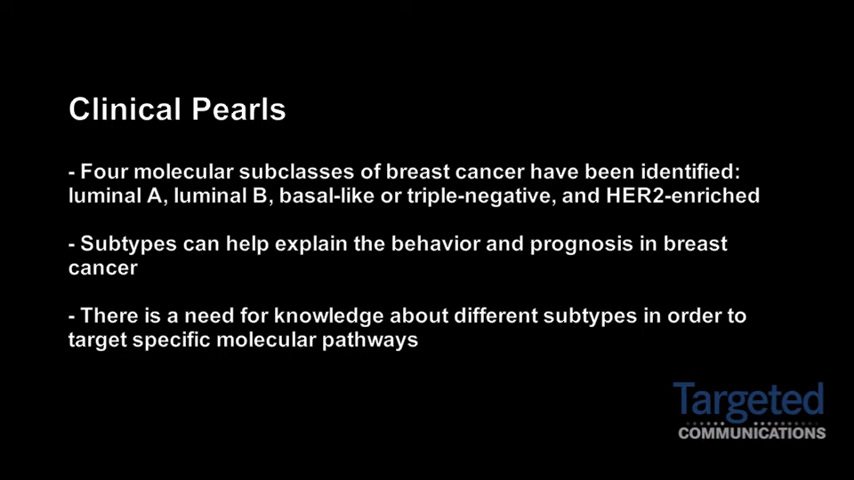 Clinical Pearls
- Four molecular subclasses of breast cancer have been identified:
luminal A, luminal B, basal-like or triple-negative, and HER2-enriched
- Subtypes can help explain the behavior and prognosis in breast
cancer
- There is a need for knowledge about different subtypes in order to
target specific molecular pathways
Targeted
COMMUNICATIONS